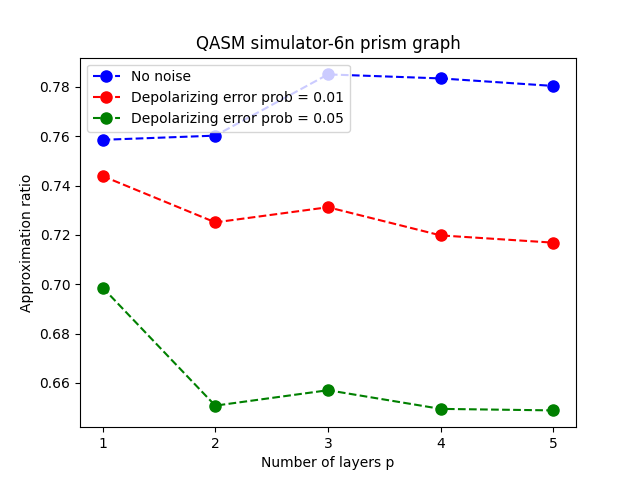 QASM simulator-6n prism graph
No noise
Depolarizing error prob = 0.01
Depolarizing error prob = 0.05
Approximation ratio
0.78
0.76
0.74
0.72
0.70
0.68
0.66
1 2 3 4 5
Number of layers p